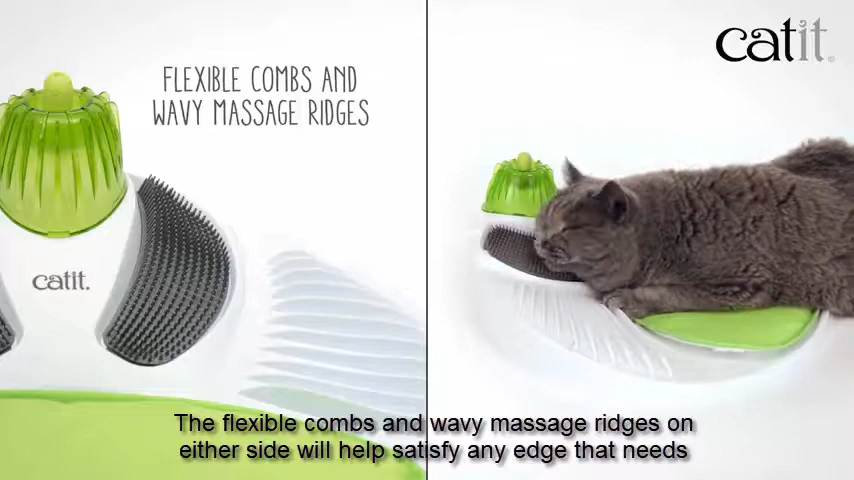 FLEXIBLE COMBS AND
WAVY MASSAGE RIDGES
catit®
catit.
The flexible combs and wavy massage ridges on
either side will help satisfy any edge that needs